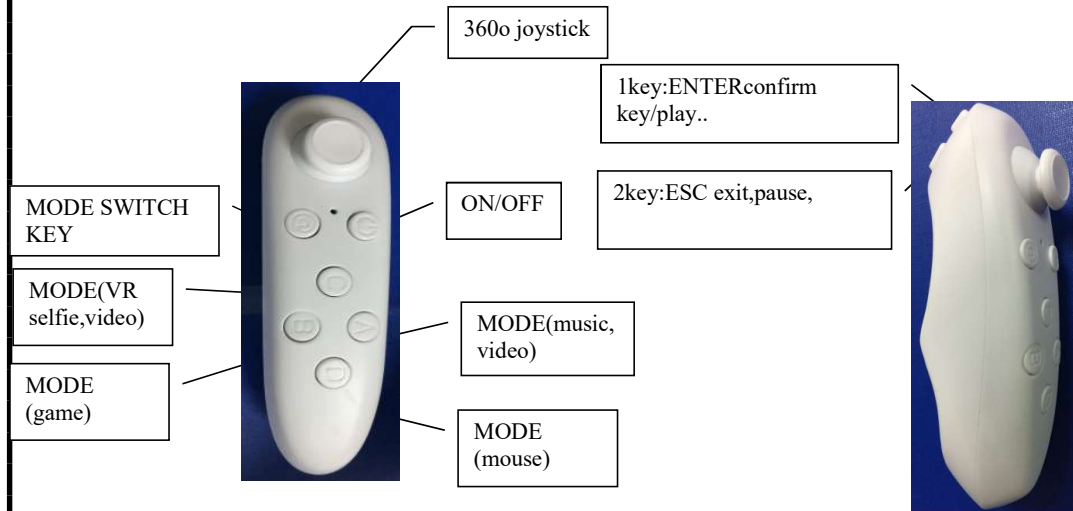 360o joystick
1key:ENTERconfirm
key/play..
MODE SWITCH
KEY
ON/OFF
2key:ESC exit,pause,
MODE(VR
selfie,video)
MODE(music,
video)
MODE
(game)
MODE
(mouse)
@
C
B
A
D
@
B